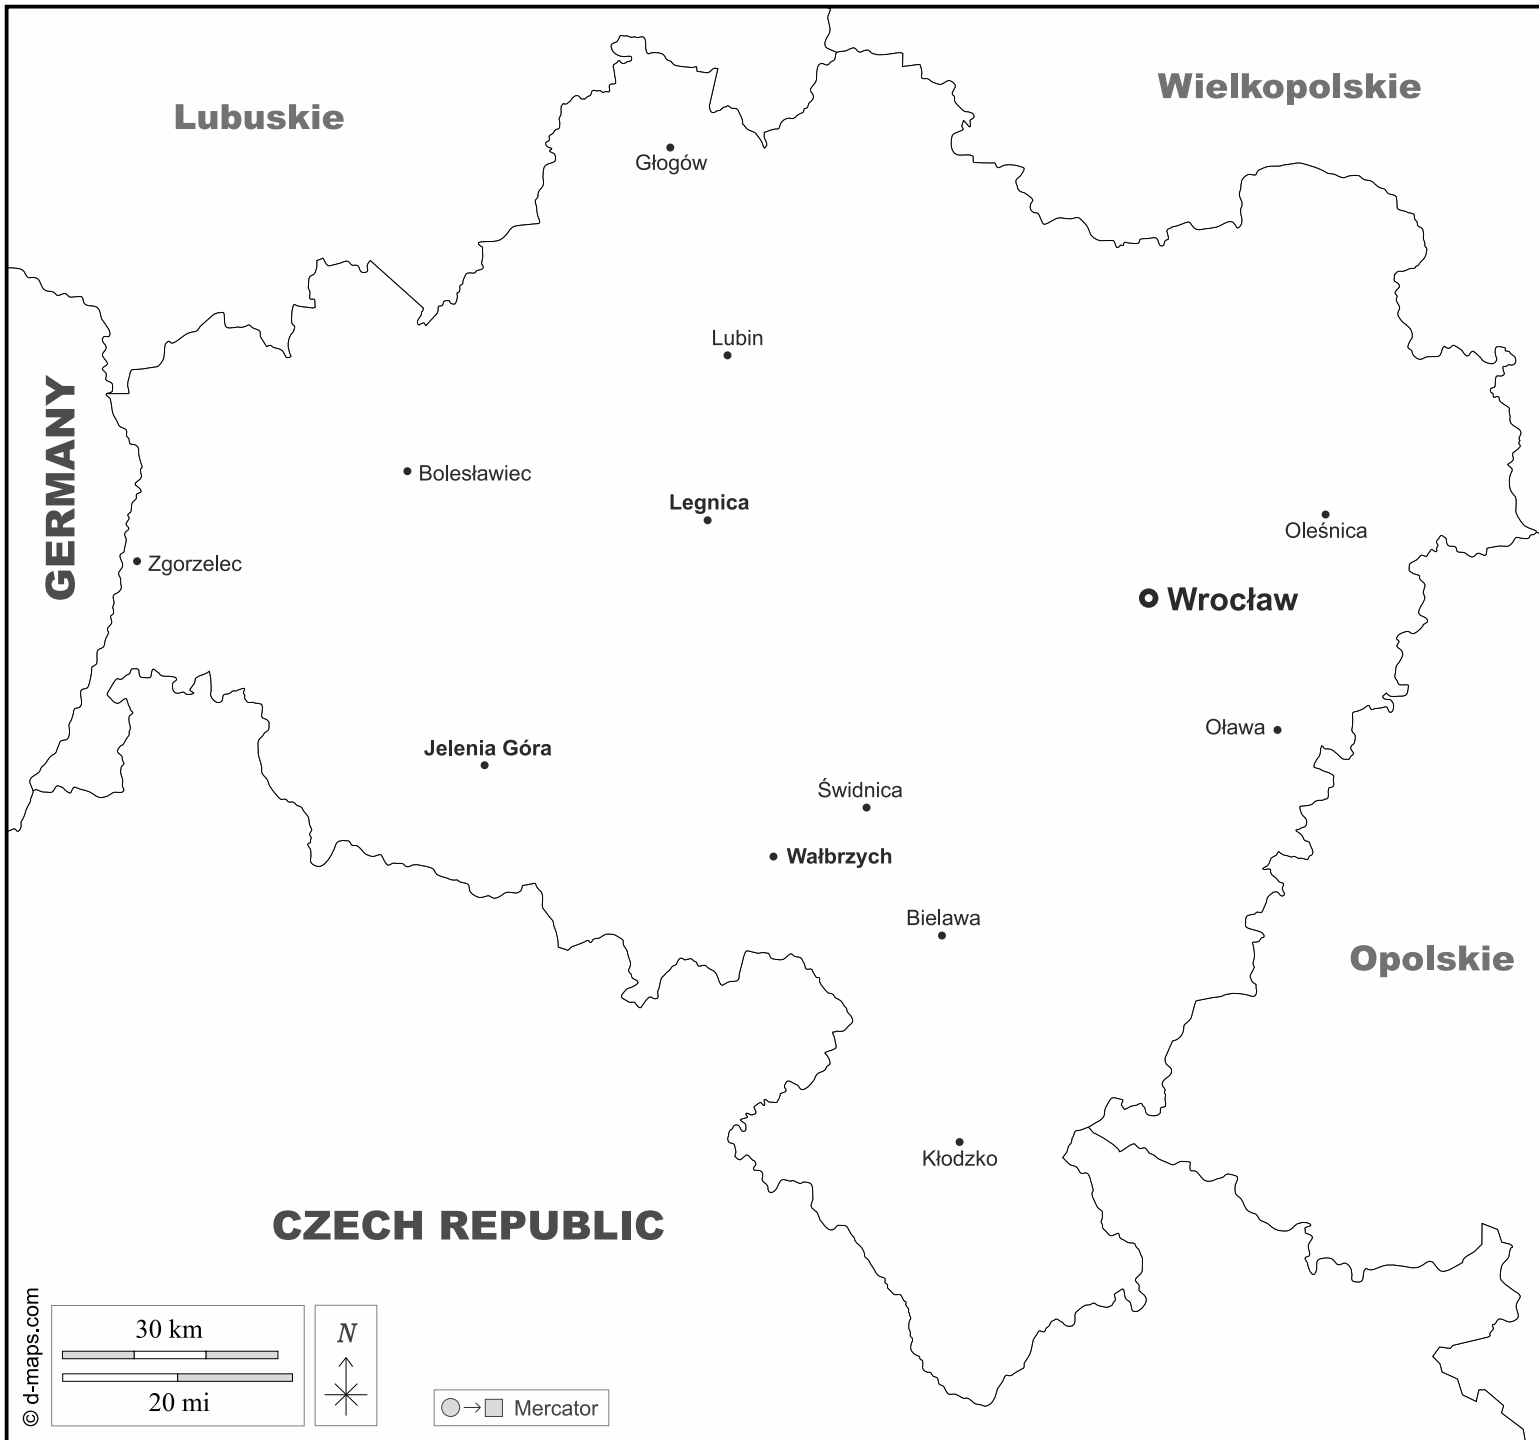 Wielkopolskie
Lubuskie
Głogów
Lubin
GERMANY
Bolesławiec
Legnica
Oleśnica
Zgorzelec
Wrocław
Oława
Jelenia Góra
Świdnica
Wałbrzych
Bielawa
Opolskie
Kłodzko
CZECH REPUBLIC
© d-maps.com
30 km
20 mi
N
Mercator